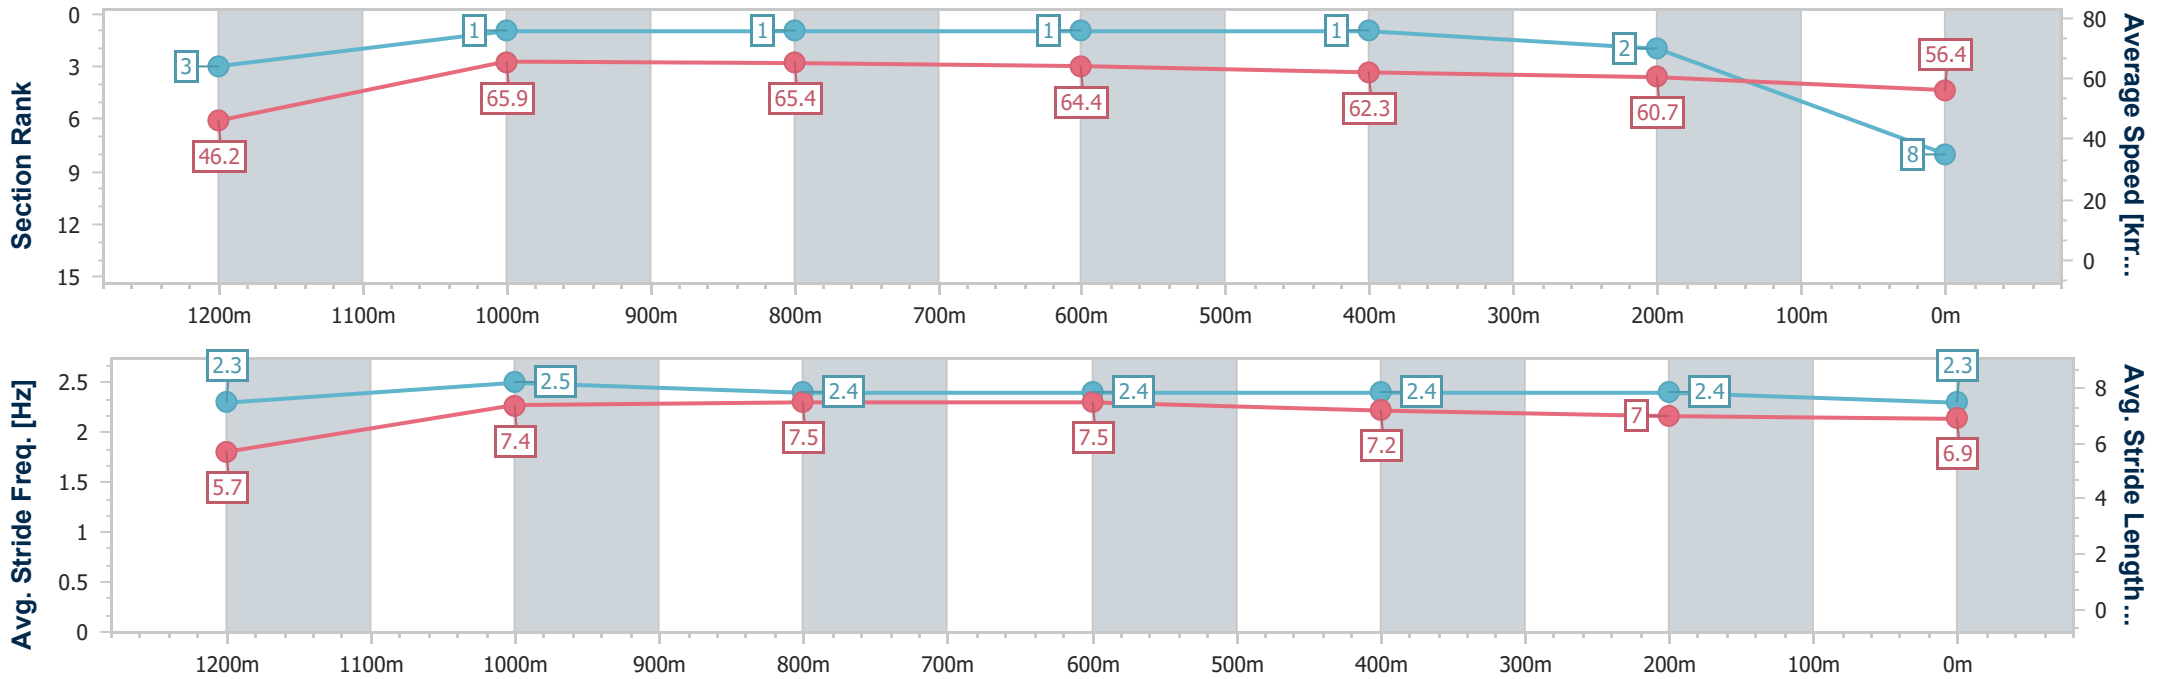 Section Rank
0
3
6
9
12
15
3
1
1
1
1
2
8
46.2
65.9
65.4
64.4
62.3
60.7
56.4
80
60
40
20
0
Average Speed [km...
1200m
1100m
1000m
900m
800m
700m
600m
500m
400m
300m
200m
100m
0m
Avg. Stride Freq. [Hz]
2.5
2
1.5
1
0.5
0
2.3
2.5
2.4
2.4
2.4
2.4
2.3
5.7
7.4
7.5
7.5
7.2
7
6.9
8
6
4
2
0
Avg. Stride Length...
1200m
1100m
1000m
900m
800m
700m
600m
500m
400m
300m
200m
100m
0m